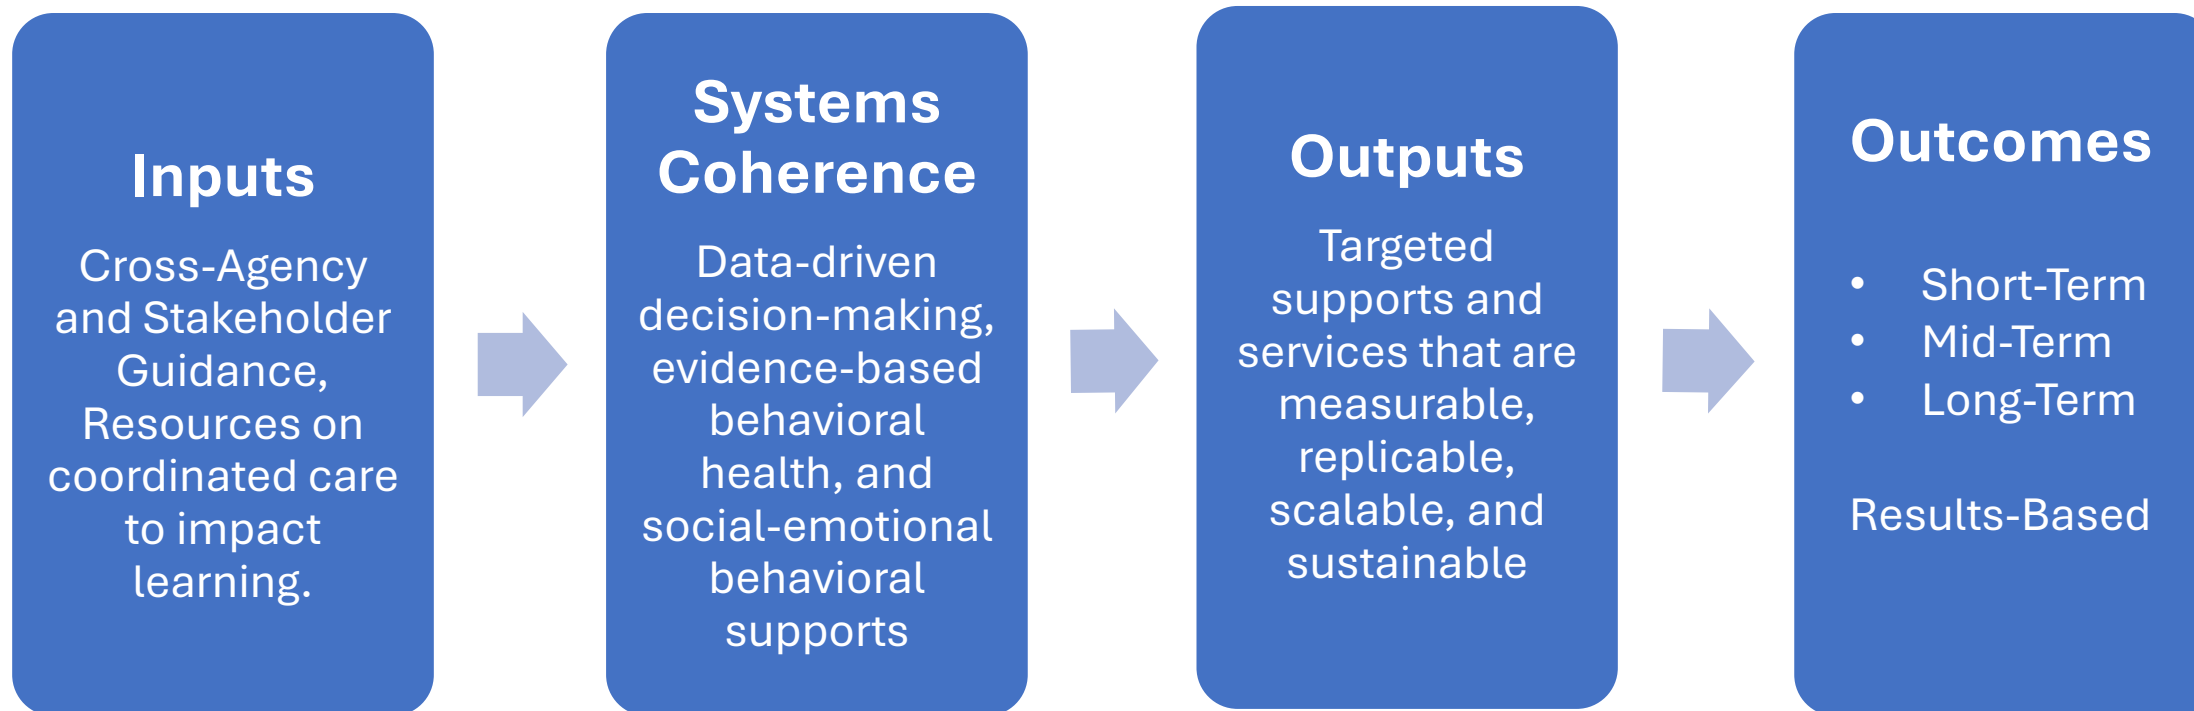 Inputs
Cross-Agency
and Stakeholder
Guidance,
Resources on
coordinated care
to impact
learning.
Systems
Coherence
Data-driven
decision-making,
evidence-based
behavioral
health, and
social-emotional
behavioral
supports
Outputs
Targeted
supports and
services that are
measurable,
replicable,
scalable, and
sustainable
Outcomes
• Short-Term
• Mid-Term
• Long-Term
Results-Based